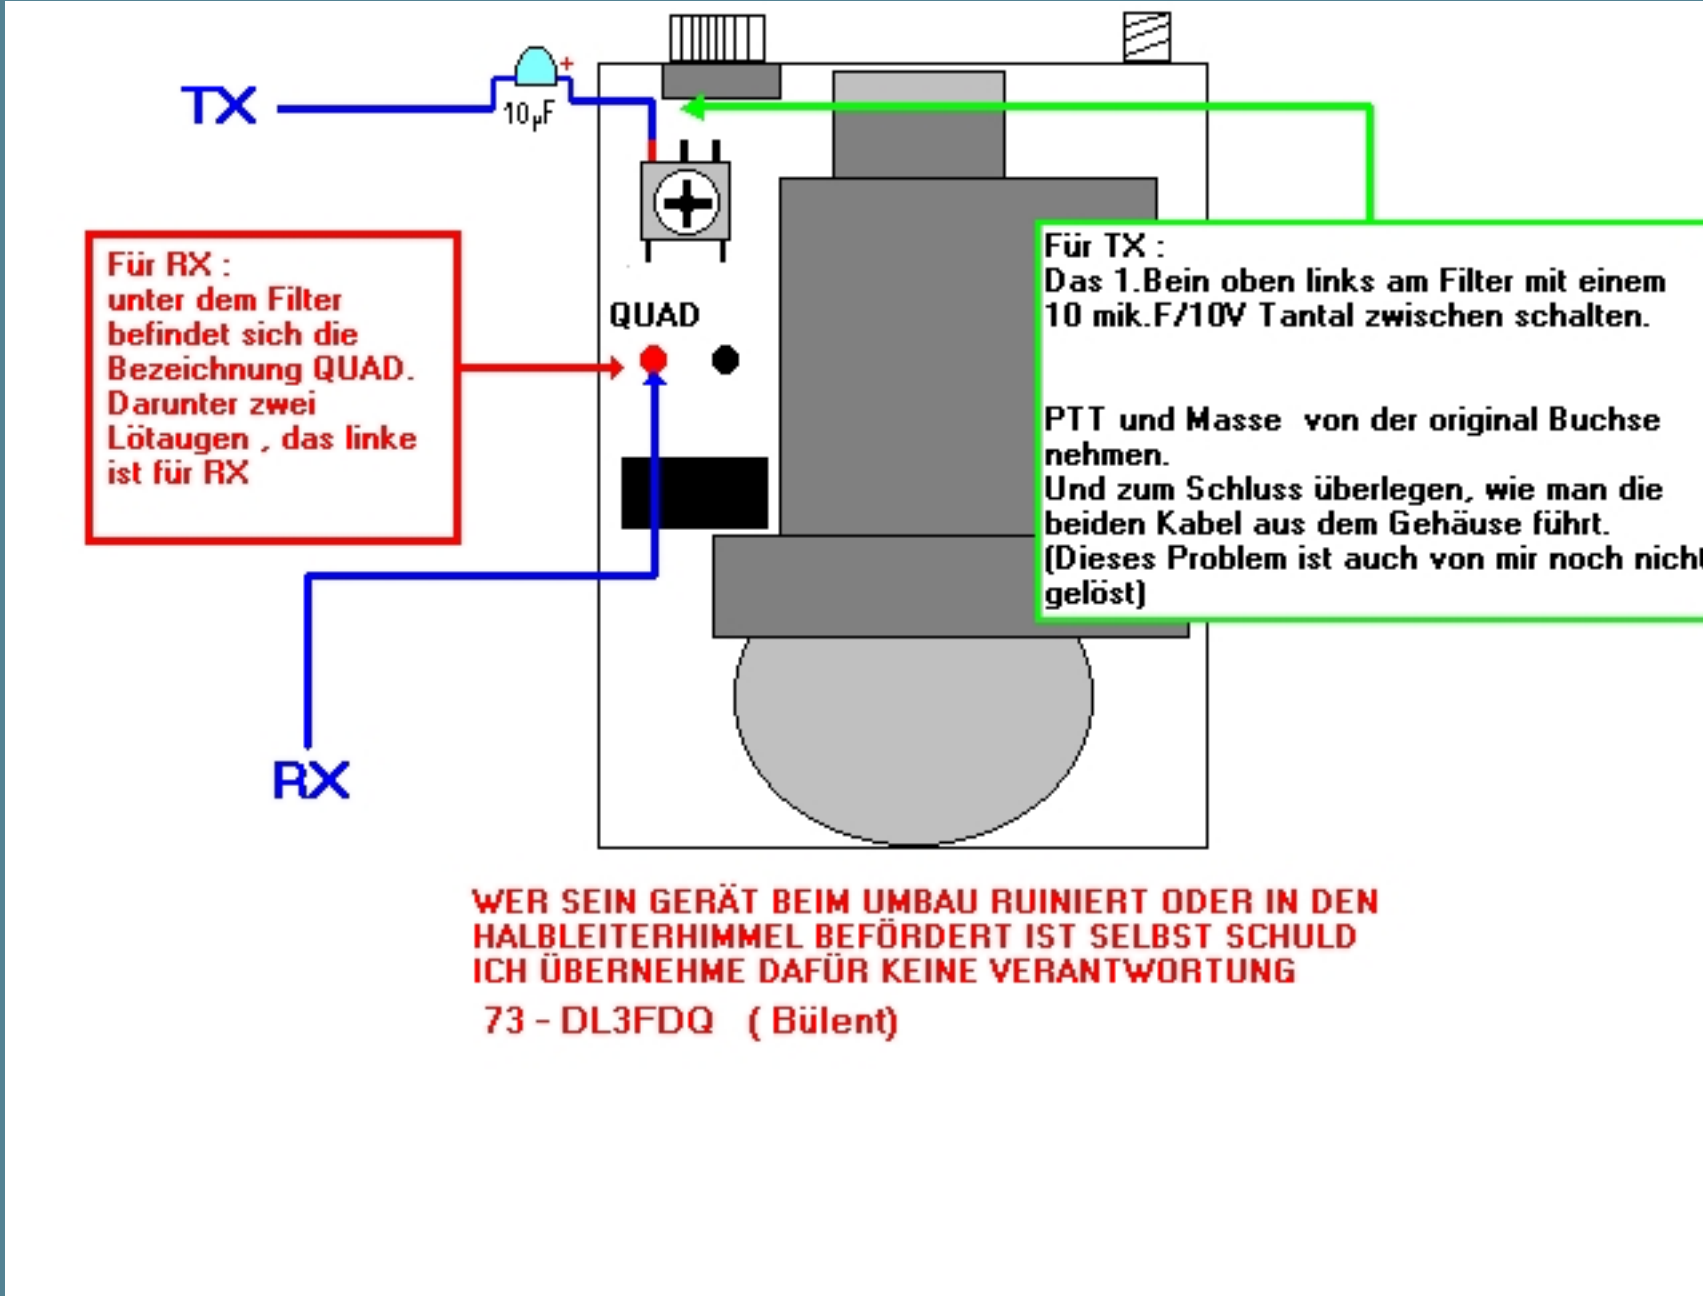 TX
+
10µF
Für RX :
unter dem Filter
befindet sich die
Bezeichnung QUAD.
Darunter zwei
Lötaugen , das linke
ist für RX
QUAD
Für TX :
Das 1.Bein oben links am Filter mit einem
10 mik.F/10V Tantal zwischen schalten.
PTT und Masse von der original Buchse
nehmen.
Und zum Schluss überlegen, wie man die
beiden Kabel aus dem Gehäuse führt.
(Dieses Problem ist auch von mir noch nicht
gelöst)
RX
WER SEIN GERÄT BEIM UMBAU RUINIERT ODER IN DEN
HALBLEITERHIMMEL BEFÖRDERT IST SELBST SCHULD
ICH ÜBERNEHME DAFÜR KEINE VERANTWORTUNG
73 - DL3FDQ ( Bülent)